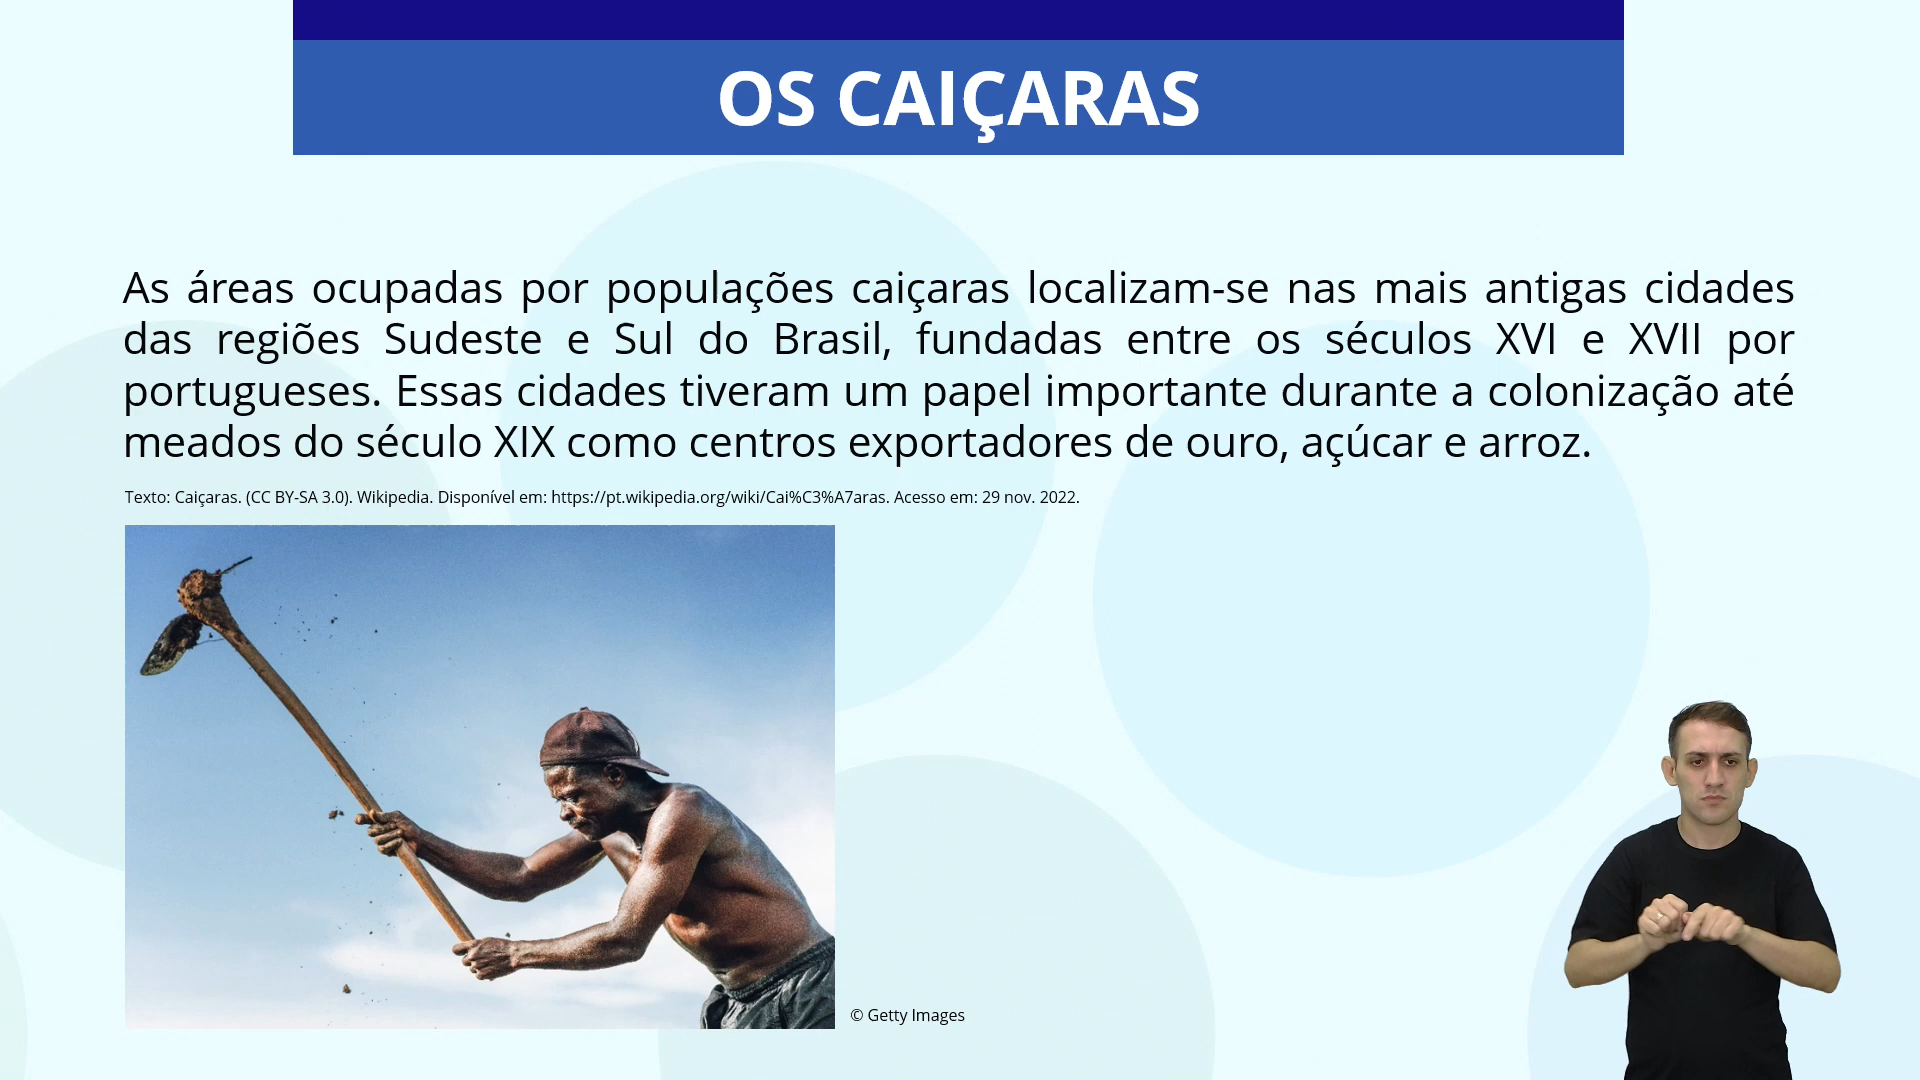 OS CAIÇARAS
As áreas ocupadas por populações caiçaras localizam-se nas mais antigas cidades
das regiões Sudeste e Sul do Brasil, fundadas entre os séculos XVI e XVII por
portugueses. Essas cidades tiveram um papel importante durante a colonização até
meados do século XIX como centros exportadores de ouro, açúcar e arroz.
Texto: Caiçaras. (CC BY-SA 3.0). Wikipedia. Disponível em: https://pt.wikipedia.org/wiki/Cai%C3%A7aras. Acesso em: 29 nov. 2022.
© Getty Images